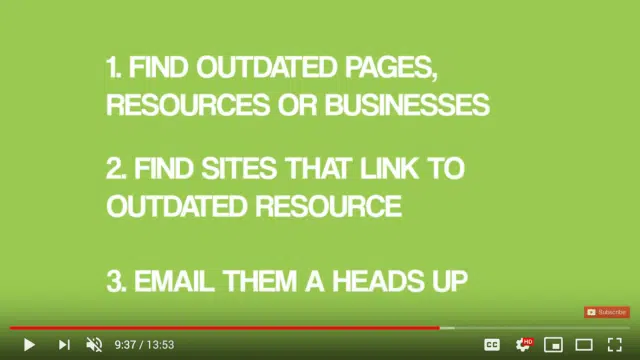 1. FIND OUTDATED PAGES,
RESOURCES OR BUSINESSES
2. FIND SITES THAT LINK TO
OUTDATED RESOURCE
3. EMAIL THEM A HEADS UP
Subscribe
9:37 / 13:53
CC
HD